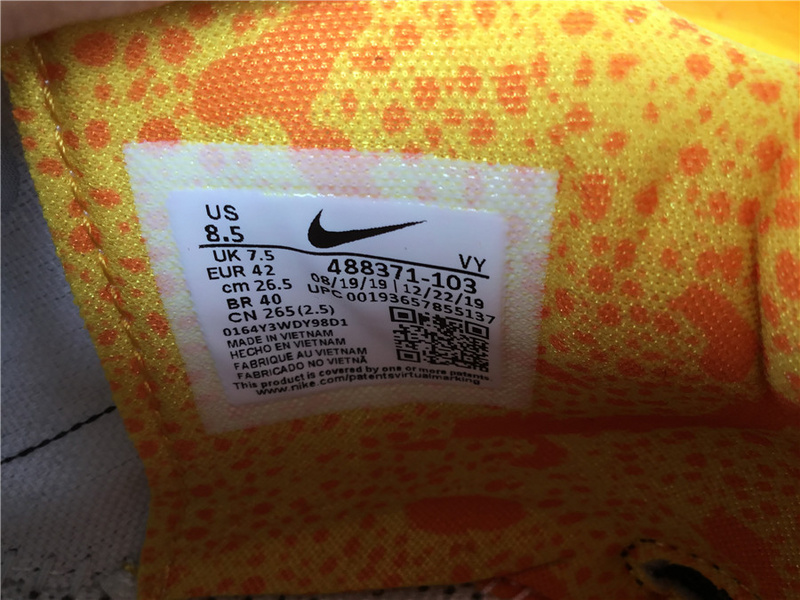 US
8.5
UK 7.5
EUR 42
cm 26.5
BR 40
CN 265(2.5)
VY
488371-103
08/19/19 | 12/22/19
UPC 00193657855137
0164Y3WDY98D1
MADE IN VIETNAM
HECHO EN VIETNAM
FABRIQUE AU VIETNAM
FABRICADO NO VIETNÃ
This product is covered by one or more patents
www.nike.com/patentsvirtualmarking